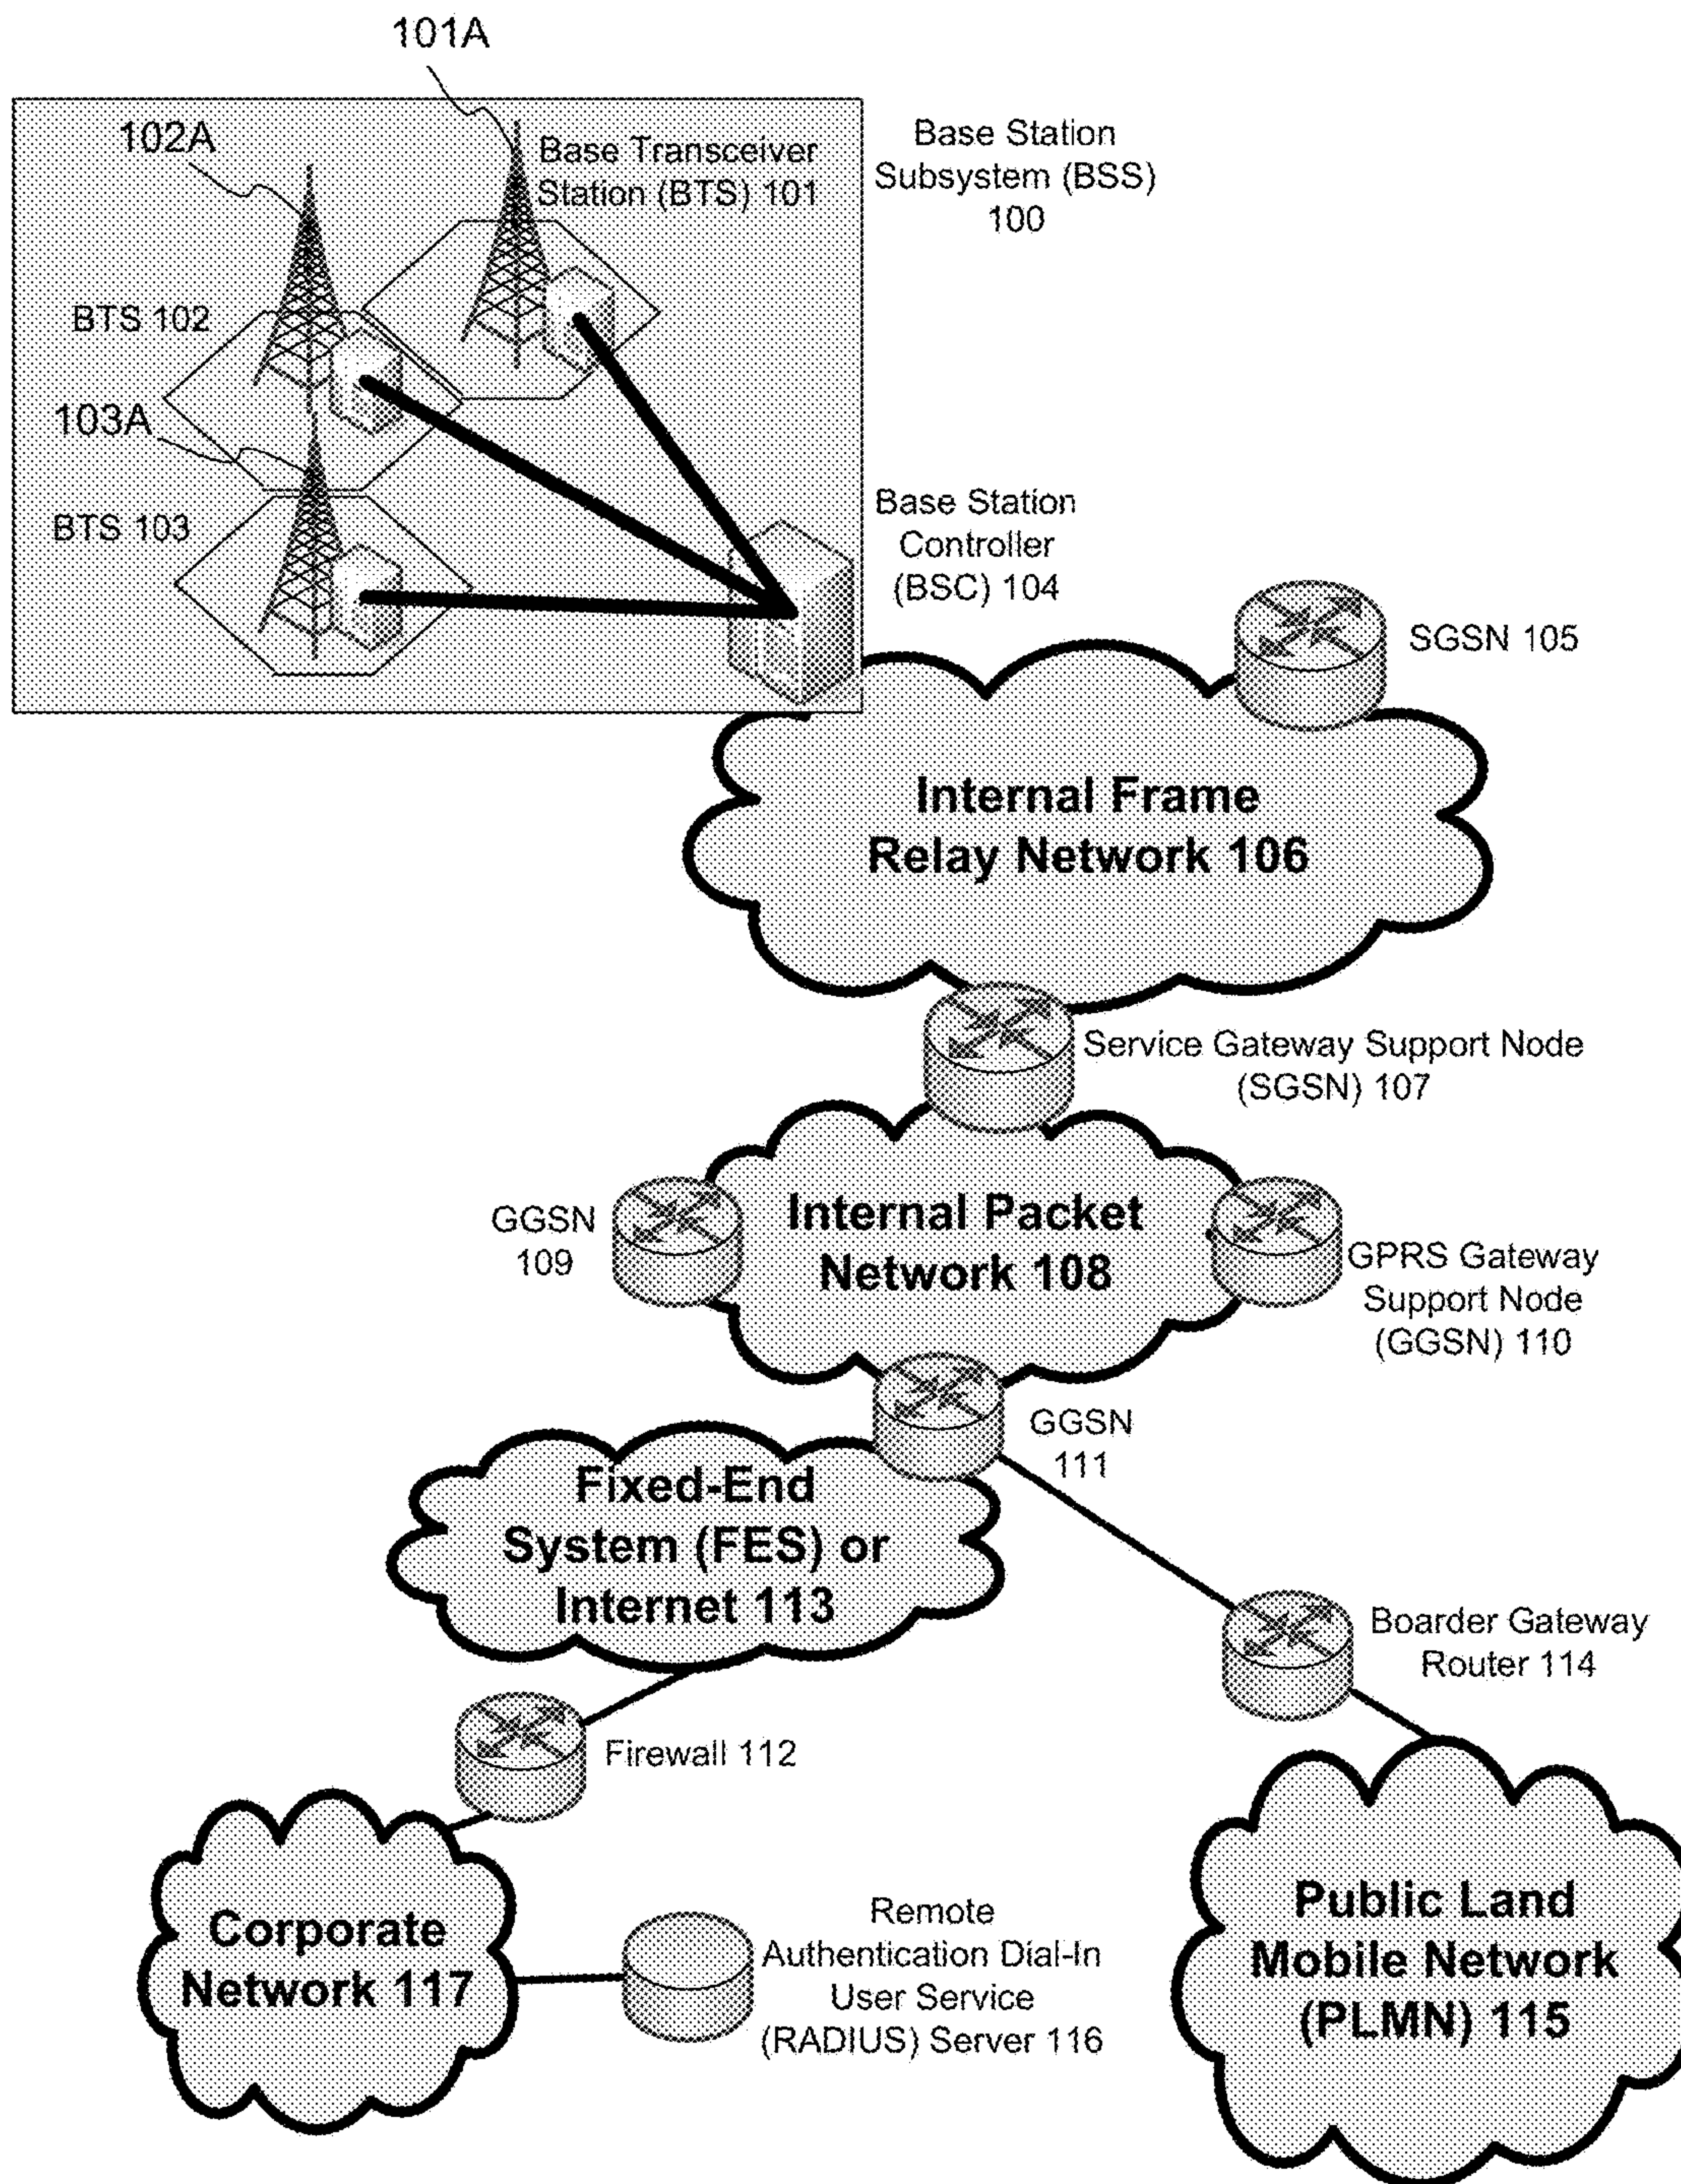 101A
102A
Base Transceiver
Station (BTS) 101
Base Station
Subsystem (BSS)
100
BTS 102
103A
BTS 103
Base Station
Controller
(BSC) 104
SGSN 105
Internal Frame
Relay Network 106
Service Gateway Support Node
(SGSN) 107
GGSN
109
Internal Packet
Network 108
GPRS Gateway
Support Node
(GGSN) 110
GGSN
111
Fixed-End
System (FES) or
Internet 113
Boarder Gateway
Router 114
Firewall 112
Corporate
Network 117
Remote
Authentication Dial-In
User Service
(RADIUS) Server 116
Public Land
Mobile Network
(PLMN) 115